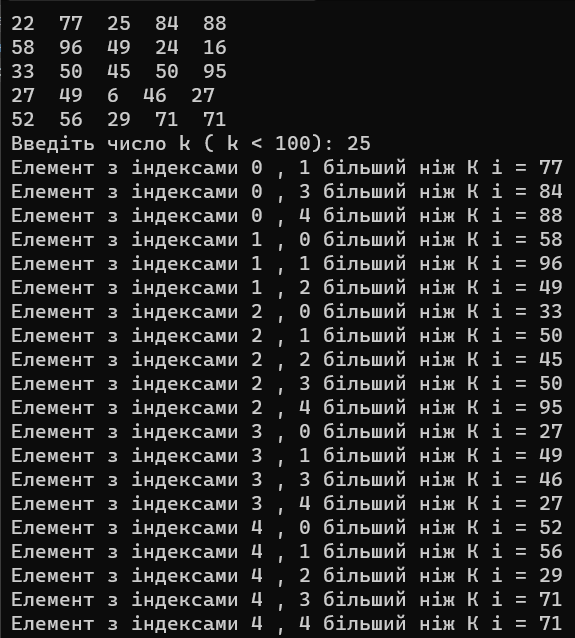 22  77  25  84  88
58  96  49  24  16
33  50  45  50  95
27  49  6  46  27
52  56  29  71  71
Введіть число k ( k < 100): 25
Елемент з індексами 0 , 1 більший ніж K і = 77
Елемент з індексами 0 , 3 більший ніж K і = 84
Елемент з індексами 0 , 4 більший ніж K і = 88
Елемент з індексами 1 , 0 більший ніж K і = 58
Елемент з індексами 1 , 1 більший ніж K і = 96
Елемент з індексами 1 , 2 більший ніж K і = 49
Елемент з індексами 2 , 0 більший ніж K і = 33
Елемент з індексами 2 , 1 більший ніж K і = 50
Елемент з індексами 2 , 2 більший ніж K і = 45
Елемент з індексами 2 , 3 більший ніж K і = 50
Елемент з індексами 2 , 4 більший ніж K і = 95
Елемент з індексами 3 , 0 більший ніж K і = 27
Елемент з індексами 3 , 1 більший ніж K і = 49
Елемент з індексами 3 , 3 більший ніж K і = 46
Елемент з індексами 3 , 4 більший ніж K і = 27
Елемент з індексами 4 , 0 більший ніж K і = 52
Елемент з індексами 4 , 1 більший ніж K і = 56
Елемент з індексами 4 , 2 більший ніж K і = 29
Елемент з індексами 4 , 3 більший ніж K і = 71
Елемент з індексами 4 , 4 більший ніж K і = 71